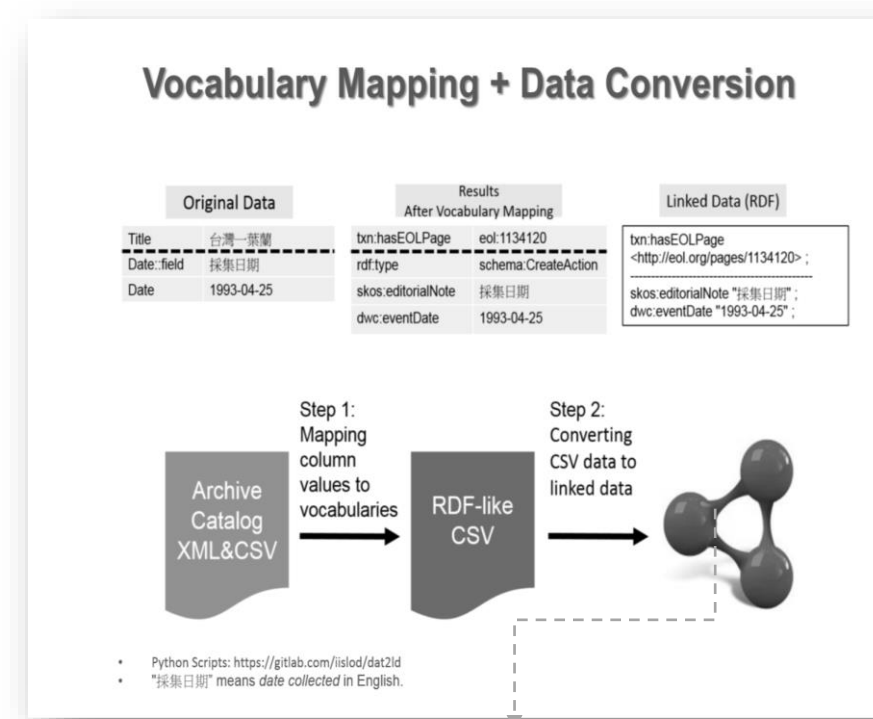 Vocabulary Mapping + Data Conversion
Original Data
Title 台灣一葉蘭
Date::field 採集日期
Date 1993-04-25
Results
After Vocabulary Mapping
txn:hasEOLPage eol:1134120
rdf:type schema:CreateAction
skos:editorialNote 採集日期
dwc:eventDate 1993-04-25
Linked Data (RDF)
txn:hasEOLPage
<http://eol.org/pages/1134120> ;
skos:editorialNote "採集日期" ;
dwc:eventDate "1993-04-25" ;
Archive
Catalog
XML&CSV
Step 1:
Mapping
column
values to
vocabularies
RDF-like
CSV
Step 2:
Converting
CSV data to
linked data
• Python Scripts: https://gitlab.com/iislod/dat2ld
• "採集日期" means date collected in English.